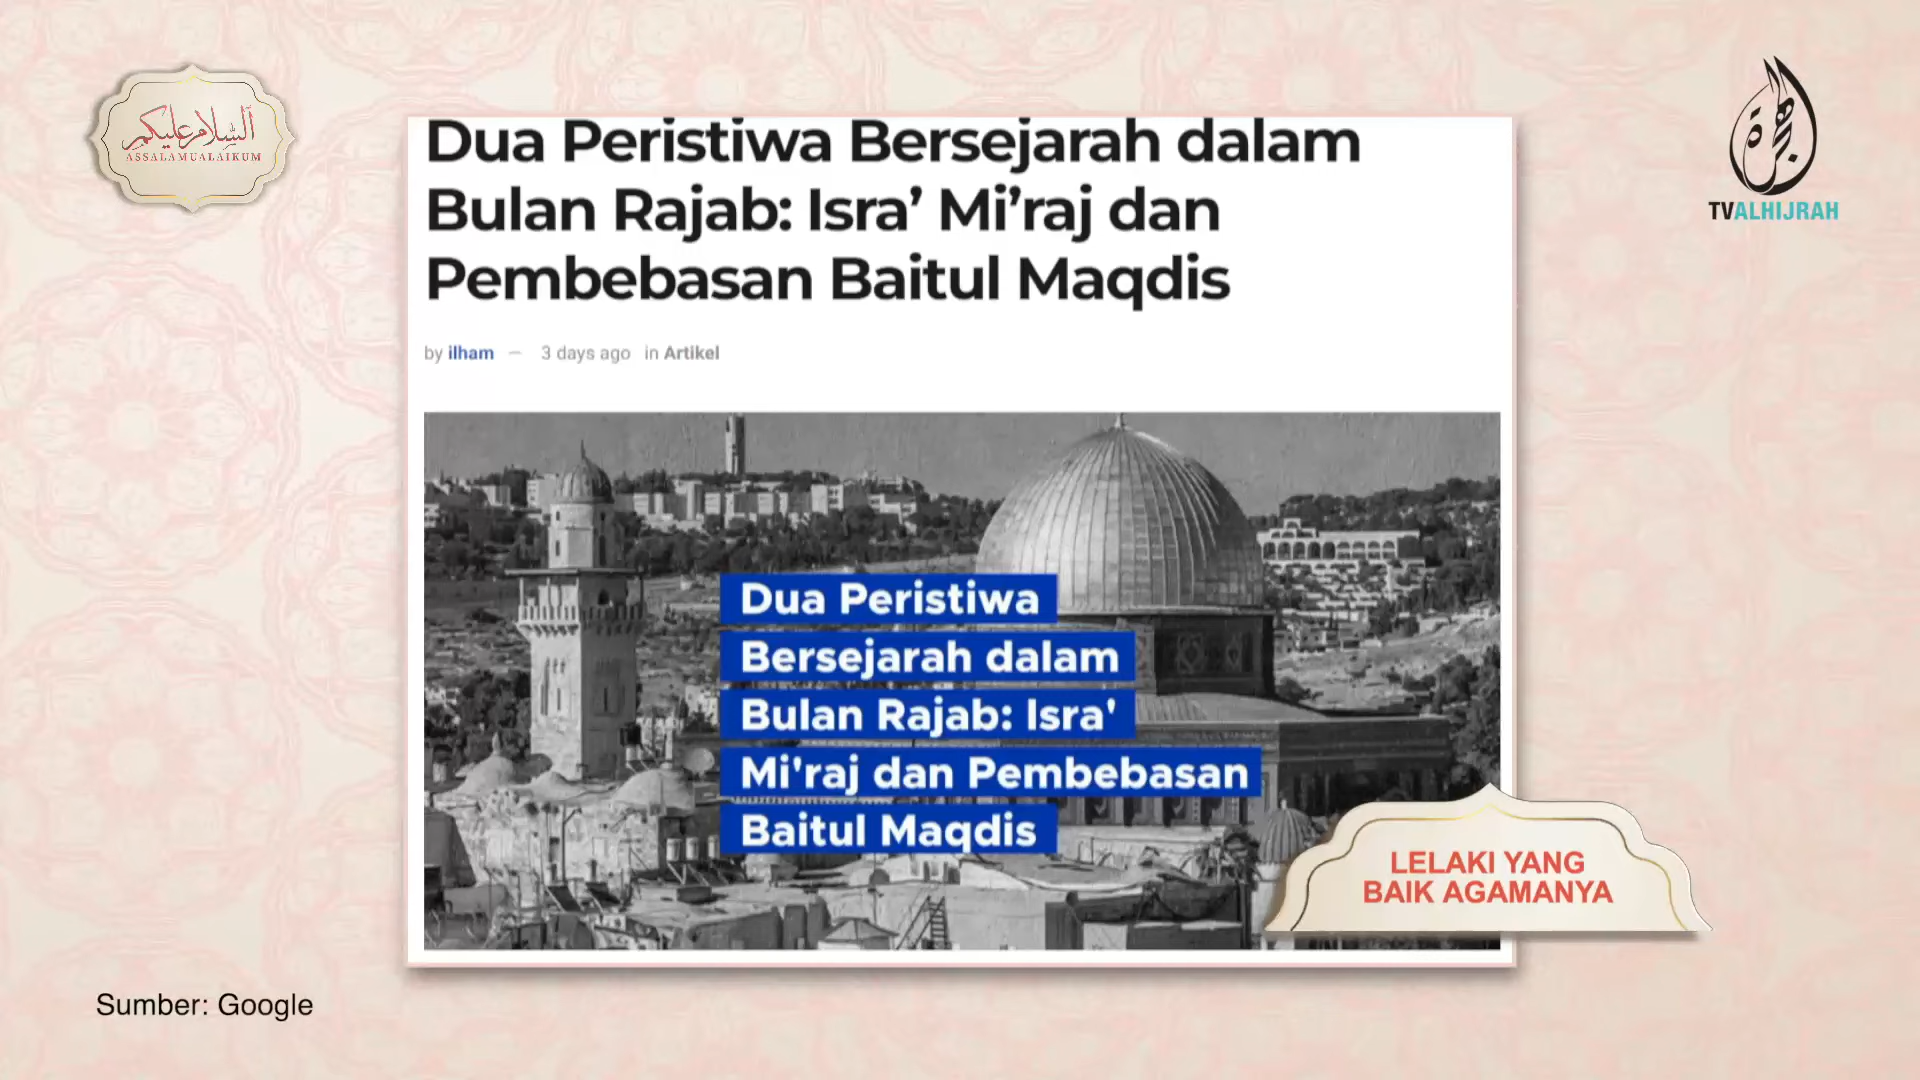 السلام عليكم
ASSALAMUALAIKUM
هجرة
TVALHIJRAH
Dua Peristiwa Bersejarah dalam
Bulan Rajab: Isra’ Mi’raj dan
Pembebasan Baitul Maqdis
by ilham — 3 days ago in Artikel
Dua Peristiwa
Bersejarah dalam
Bulan Rajab: Isra'
Mi'raj dan Pembebasan
Baitul Maqdis
LELAKI YANG
BAIK AGAMANYA
Sumber: Google